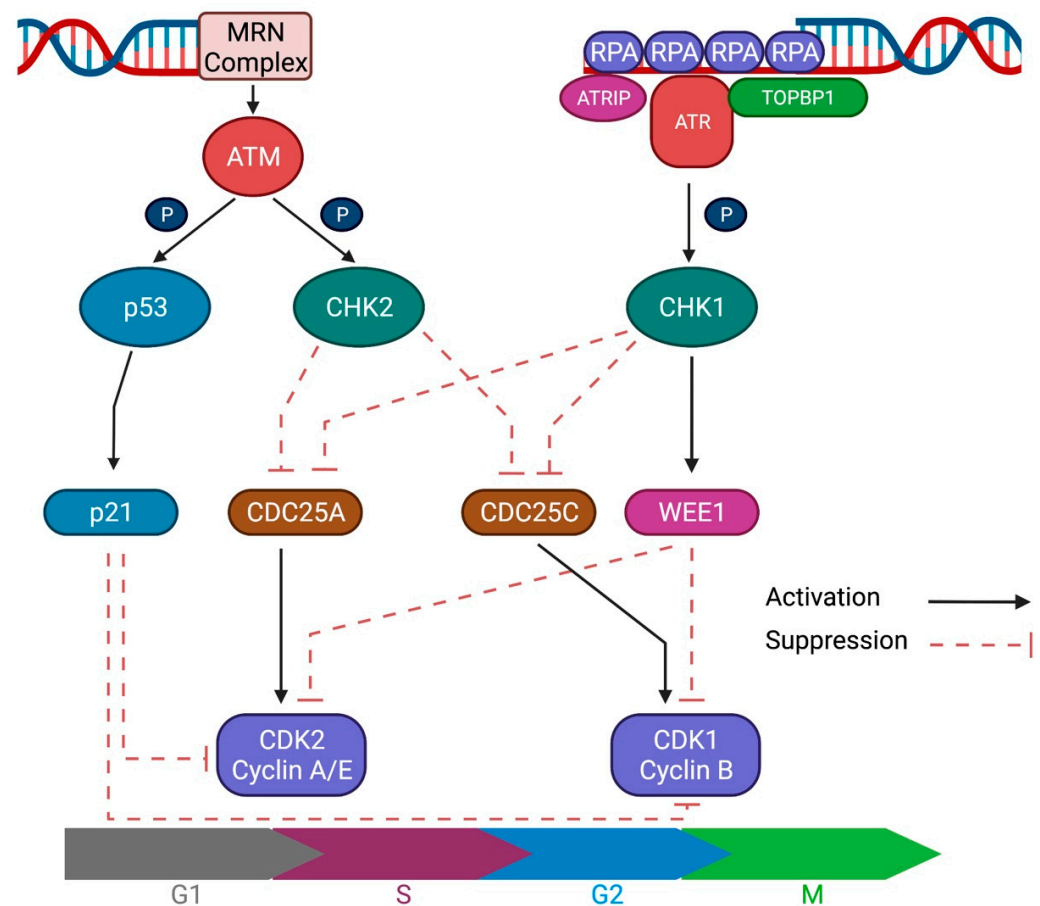 MRN
Complex
RPA RPA RPA RPA
ATRIP
ATR
TOPBP1
ATM
P
P
P
p53
CHK2
CHK1
p21
CDC25A
CDC25C
WEE1
Activation
Suppression
CDK2
Cyclin A/E
CDK1
Cyclin B
G1
S
G2
M